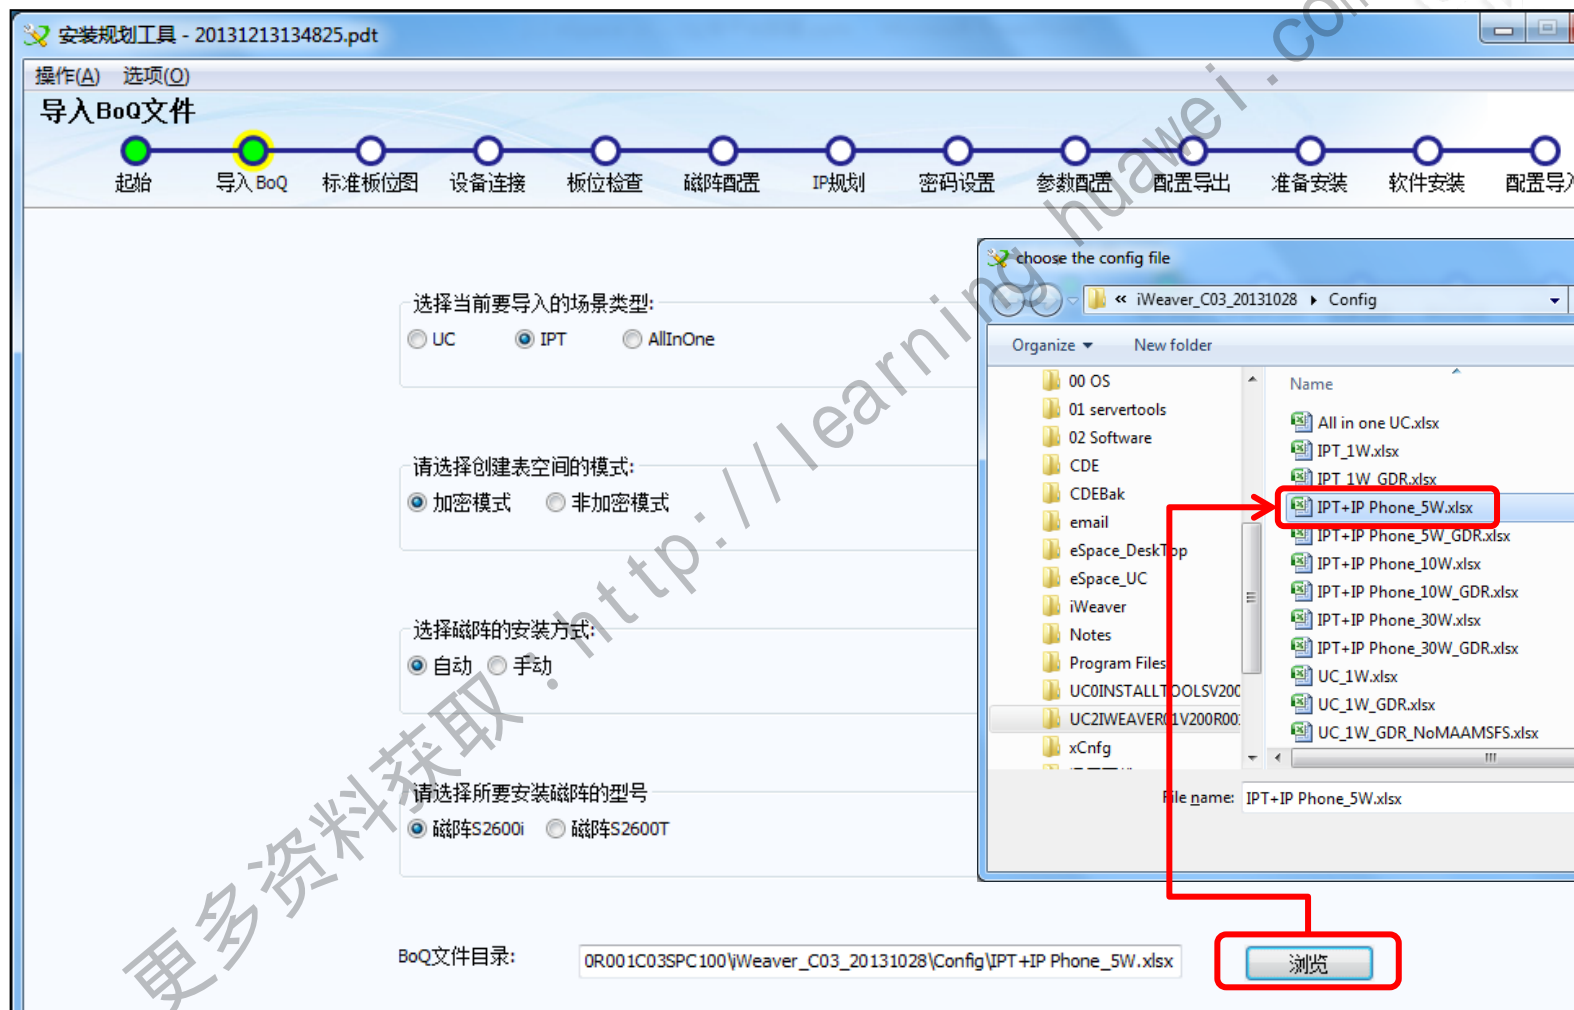 安装规划工具 - 20131213134825.pdt
操作(A) 选项(O)
导入BoQ文件
起始 导入BoQ 标准板位图 设备连接 板位检查 磁阵配置 IP规划 密码设置 参数配置 配置导出 准备安装 软件安装 配置导入
choose the config file
« iWeaver_C03_20131028 ▸ Config
Organize New folder
选择当前要导入的场景类型:
UC IPT AllInOne
请选择创建表空间的模式:
加密模式 非加密模式
选择磁阵的安装方式:
自动 手动
请选择所要安装磁阵的型号
磁阵S2600i 磁阵S2600T
00 OS
01 servertools
02 Software
CDE
CDEBak
email
eSpace_DeskTop
eSpace_UC
iWeaver
Notes
Program Files
UC0INSTALLTOOLSV200
UC2IWEAVER01V200R001
xCnfg
Name
All in one UC.xlsx
IPT_1W.xlsx
IPT_1W_GDR.xlsx
IPT+IP Phone_5W.xlsx
IPT+IP Phone_5W_GDR.xlsx
IPT+IP Phone_10W.xlsx
IPT+IP Phone_10W_GDR.xlsx
IPT+IP Phone_30W.xlsx
IPT+IP Phone_30W_GDR.xlsx
UC_1W.xlsx
UC_1W_GDR.xlsx
UC_1W_GDR_NoMAAMSFS.xlsx
File name: IPT+IP Phone_5W.xlsx
BoQ文件目录: 0R001C03SPC100\iWeaver_C03_20131028\Config\IPT+IP Phone_5W.xlsx 浏览
更多资料获取:http://learning.huawei.com